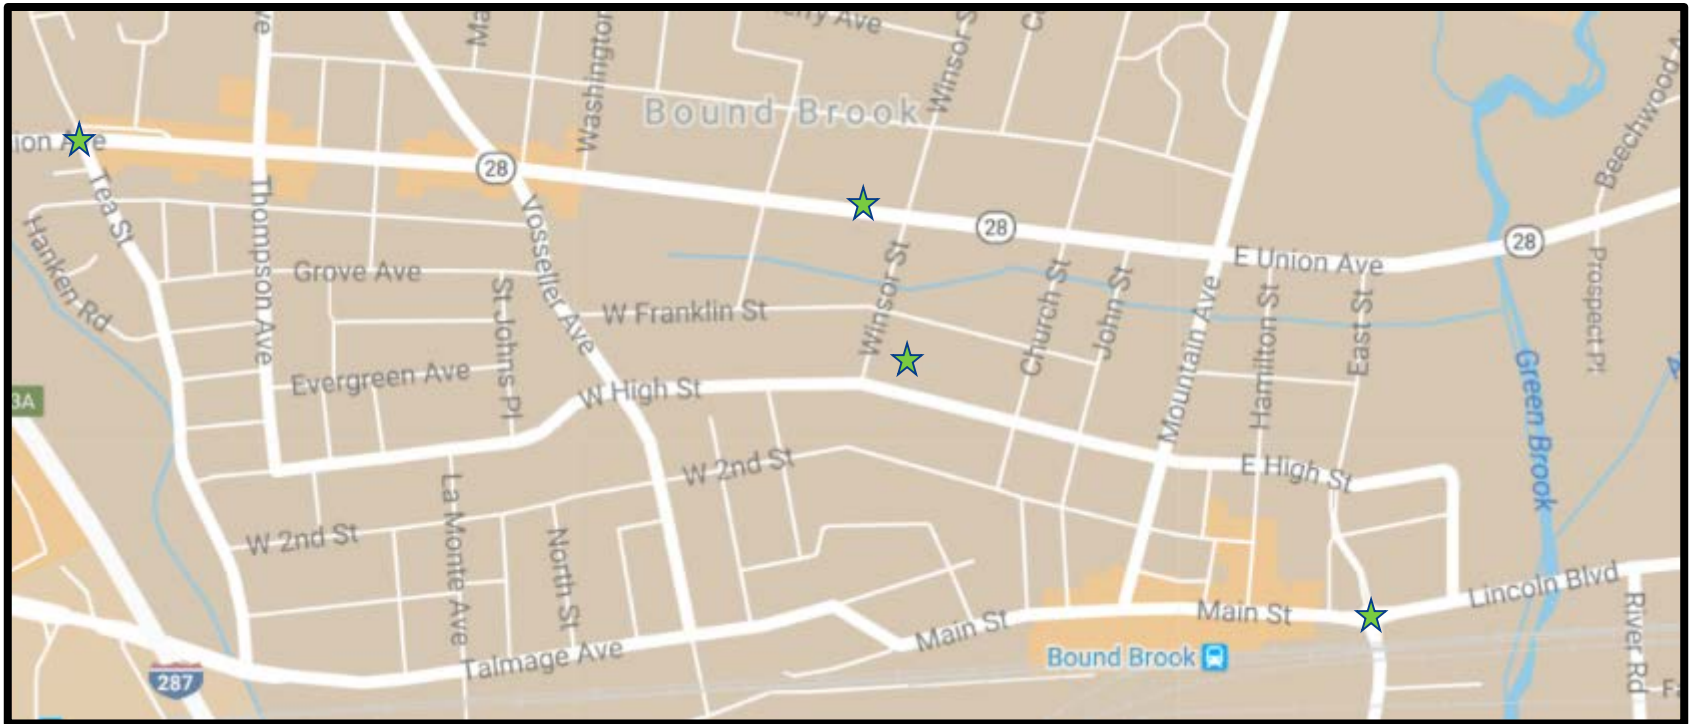 Washington
Winsor S
Bound Brook
Beechwood A
ion Ave
28
Tea St
Thompson Ave
Vosseller Ave
28
28
Hanken Rd
Grove Ave
St Johns Pl
W Franklin St
Winsor St
Church St
John St
Mountain Ave
E Union Ave
Hamilton St
East St
Prospect Pl
Evergreen Ave
W High St
3A
Green Brook
W 2nd St
E High St
W 2nd St
La Monte Ave
North St
Talmage Ave
Main St
Main St
Lincoln Blvd
River Rd
Bound Brook
287